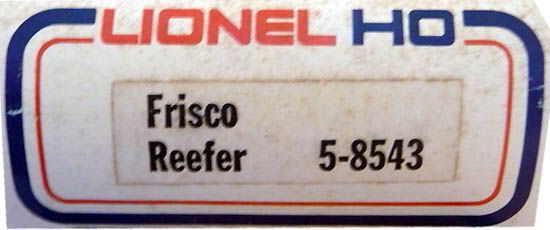 LIONEL HO
Frisco
Reefer 5-8543